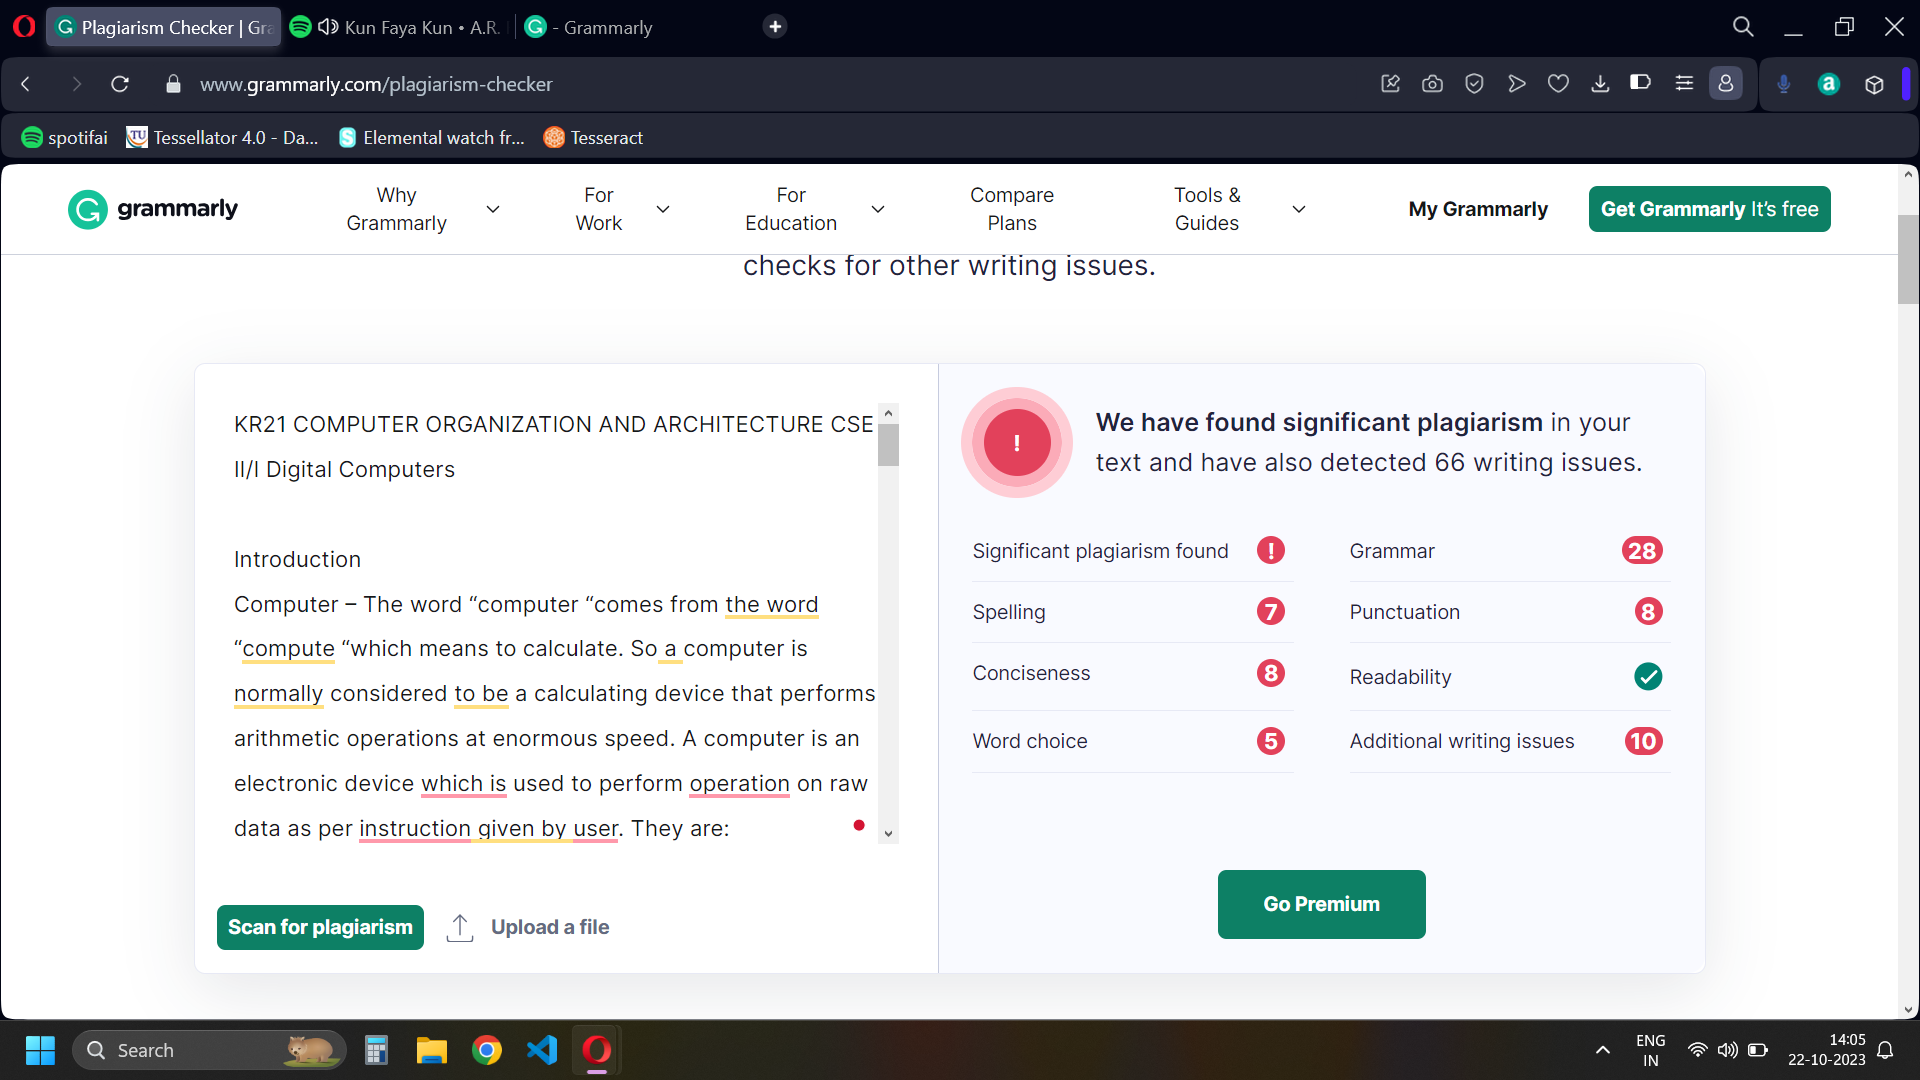 Plagiarism Checker | Gra
Kun Faya Kun • A.R.
- Grammarly
www.grammarly.com/plagiarism-checker
spotifai
Tessellator 4.0 - Da...
Elemental watch fr...
Tesseract
grammarly
Why
Grammarly
For
Work
For
Education
Compare
Plans
Tools &
Guides
My Grammarly
Get Grammarly It's free
checks for other writing issues.
KR21 COMPUTER ORGANIZATION AND ARCHITECTURE CSE
II/I Digital Computers
Introduction
Computer – The word “computer “comes from the word
“compute “which means to calculate. So a computer is
normally considered to be a calculating device that performs
arithmetic operations at enormous speed. A computer is an
electronic device which is used to perform operation on raw
data as per instruction given by user. They are:
Scan for plagiarism
Upload a file
!
We have found significant plagiarism in your
text and have also detected 66 writing issues.
Significant plagiarism found !
Grammar 28
Spelling 7
Punctuation 8
Conciseness 8
Readability
Word choice 5
Additional writing issues 10
Go Premium
Search
ENG
IN
14:05
22-10-2023